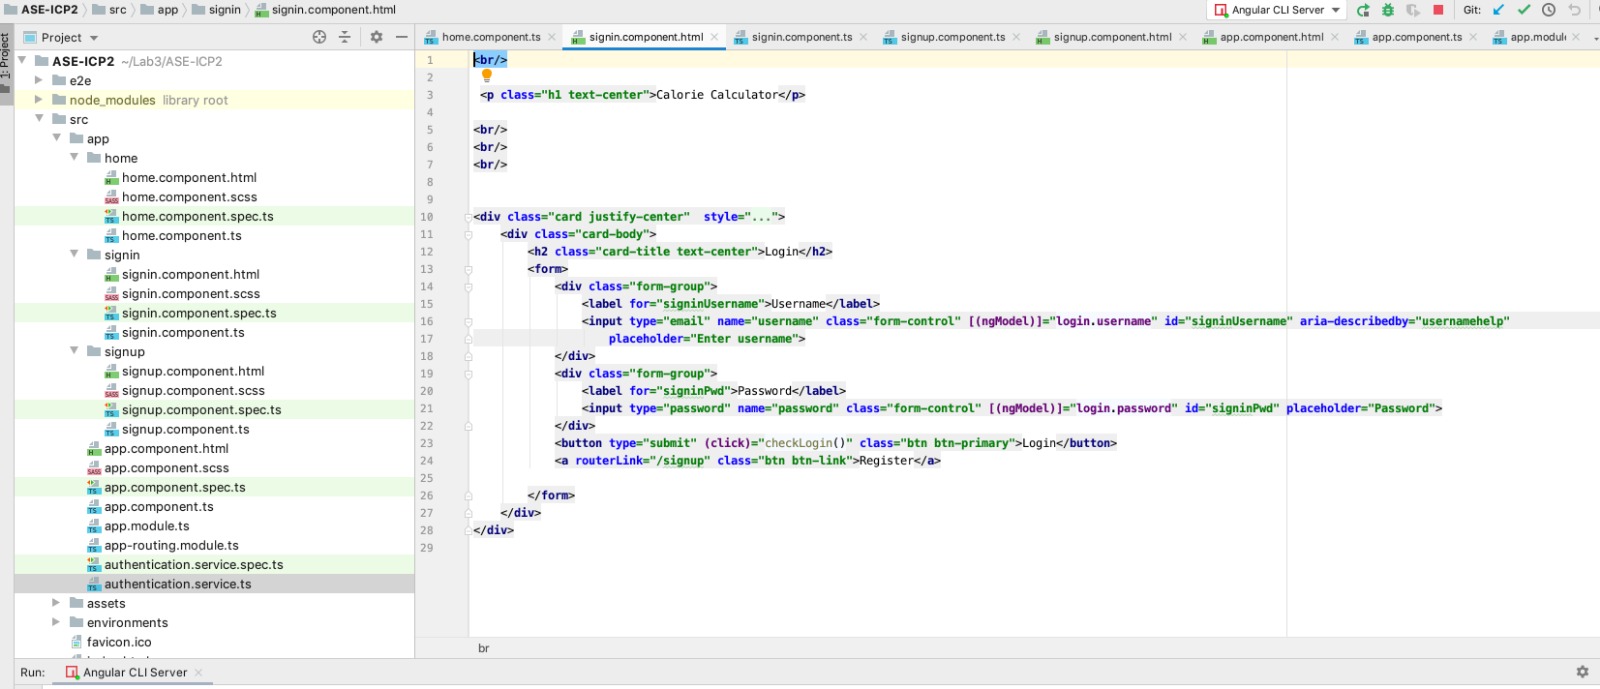 ASE-ICP2 src app signin signin.component.html Angular CLI Server Git:
1: Project
Project
home.component.ts signin.component.html signin.component.ts signup.component.ts signup.component.html app.component.html app.component.ts
ASE-ICP2 ~/Lab3/ASE-ICP2
e2e
node_modules library root
src
app
home
home.component.html
home.component.scss
home.component.spec.ts
home.component.ts
signin
signin.component.html
signin.component.scss
signin.component.spec.ts
signin.component.ts
signup
signup.component.html
signup.component.scss
signup.component.spec.ts
signup.component.ts
app.component.html
app.component.scss
app.component.spec.ts
app.component.ts
app.module.ts
app-routing.module.ts
authentication.service.spec.ts
authentication.service.ts
assets
environments
favicon.ico
1 <br/>
2
3 <p class="h1 text-center">Calorie Calculator</p>
4
5 <br/>
6 <br/>
7 <br/>
8
9
10 <div class="card justify-center" style="...">
11 <div class="card-body">
12 <h2 class="card-title text-center">Login</h2>
13 <form>
14 <div class="form-group">
15 <label for="signinUsername">Username</label>
16 <input type="email" name="username" class="form-control" [(ngModel)]="login.username" id="signinUsername" aria-describedby="usernamehelp"
17 placeholder="Enter username">
18 </div>
19 <div class="form-group">
20 <label for="signinPwd">Password</label>
21 <input type="password" name="password" class="form-control" [(ngModel)]="login.password" id="signinPwd" placeholder="Password">
22 </div>
23 <button type="submit" (click)="checkLogin()" class="btn btn-primary">Login</button>
24 <a routerLink="/signup" class="btn btn-link">Register</a>
25
26 </form>
27 </div>
28 </div>
29
br
Run: Angular CLI Server